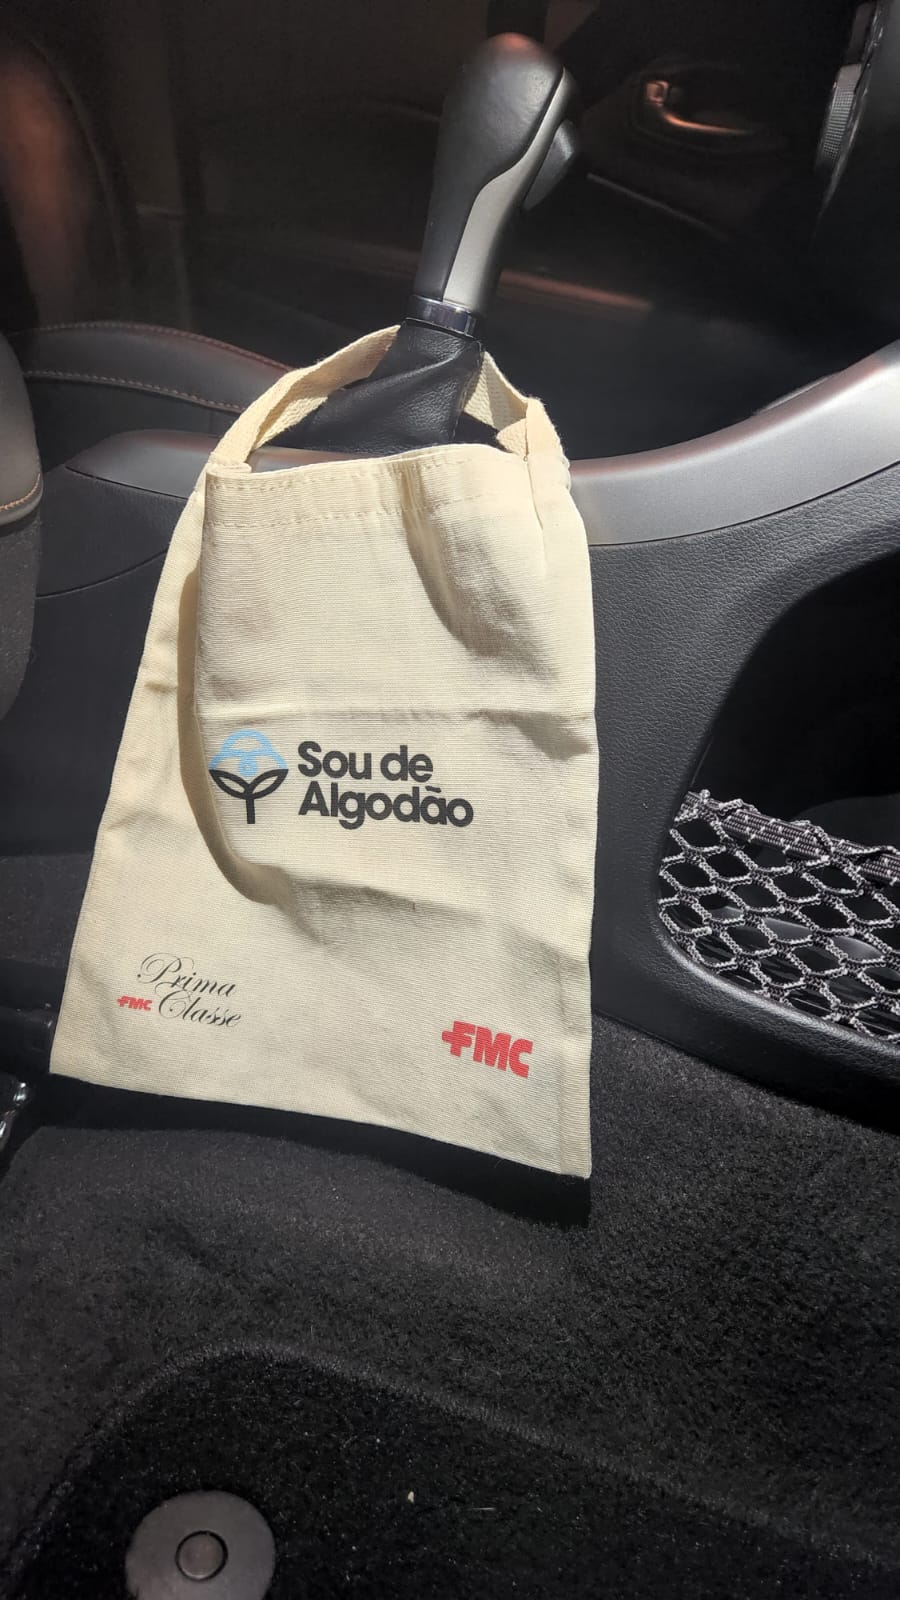 Sou de
Algodão
Prima
FMC Classe
FMC